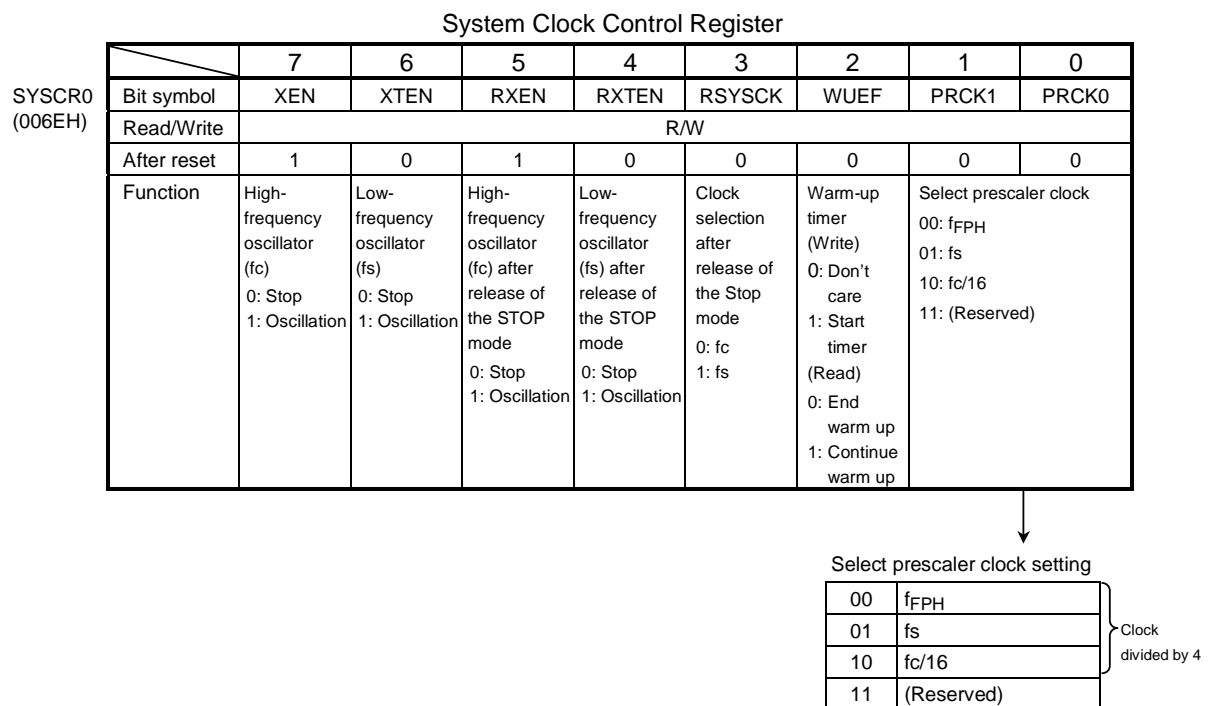 System Clock Control Register
7 6 5 4 3 2 1 0
SYSCR0
(006EH)
Bit symbol XEN XTEN RXEN RXTEN RSYSCK WUEF PRCK1 PRCK0
Read/Write R/W
After reset 1 0 1 0 0 0 0 0
Function
High-
frequency
oscillator
(fc)
0: Stop
1: Oscillation
Low-
frequency
oscillator
(fs)
0: Stop
1: Oscillation
High-
frequency
oscillator
(fc) after
release of
the STOP
mode
0: Stop
1: Oscillation
Low-
frequency
oscillator
(fs) after
release of
the STOP
mode
0: Stop
1: Oscillation
Clock
selection
after
release of
the Stop
mode
0: fc
1: fs
Warm-up
timer
(Write)
0: Don't
care
1: Start
timer
(Read)
0: End
warm up
1: Continue
warm up
Select prescaler clock
00: fFPH
01: fs
10: fc/16
11: (Reserved)
Select prescaler clock setting
00 fFPH
01 fs
10 fc/16
11 (Reserved)
Clock
divided by 4